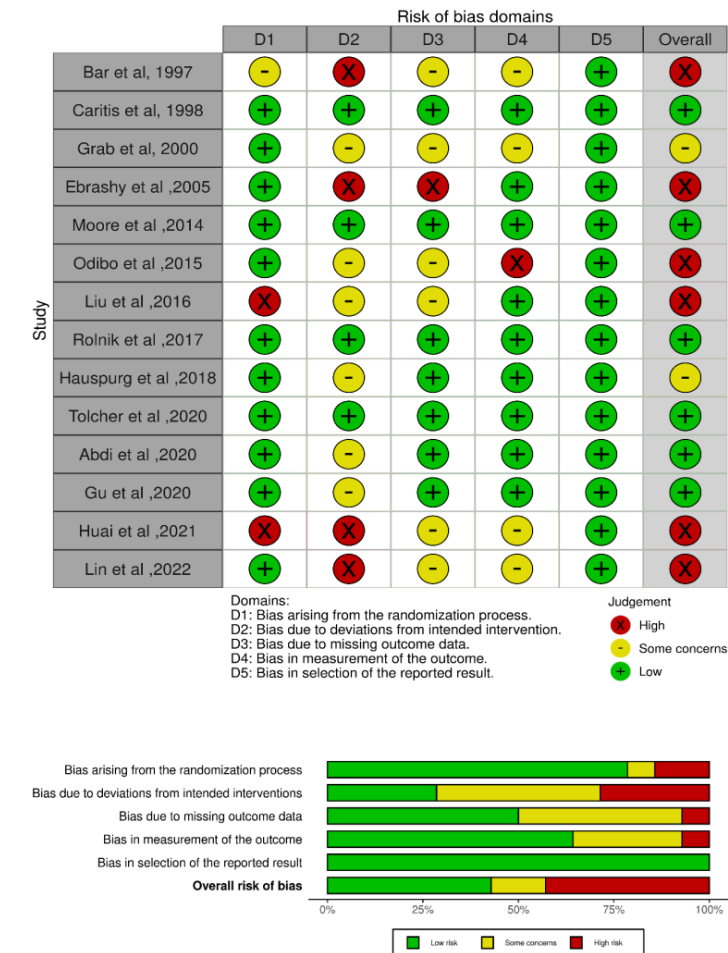 Risk of bias domains
D1 D2 D3 D4 D5 Overall
Study
Bar et al, 1997 - X - - + X
Caritis et al, 1998 + + + + + +
Grab et al, 2000 + - - - + -
Ebrashy et al ,2005 + X X + + X
Moore et al ,2014 + + + + + +
Odibo et al ,2015 + - - X + X
Liu et al ,2016 X - - + + X
Rolnik et al ,2017 + + + + + +
Hauspurg et al ,2018 + - + + + -
Tolcher et al ,2020 + + + + + +
Abdi et al ,2020 + - + + + +
Gu et al ,2020 + - + + + +
Huai et al ,2021 X X - - + X
Lin et al ,2022 + X - - + X
Domains:
D1: Bias arising from the randomization process.
D2: Bias due to deviations from intended intervention.
D3: Bias due to missing outcome data.
D4: Bias in measurement of the outcome.
D5: Bias in selection of the reported result.
Judgement
X High
- Some concerns
+ Low
Bias arising from the randomization process
Bias due to deviations from intended interventions
Bias due to missing outcome data
Bias in measurement of the outcome
Bias in selection of the reported result
Overall risk of bias
0% 25% 50% 75% 100%
Low risk Some concerns High risk